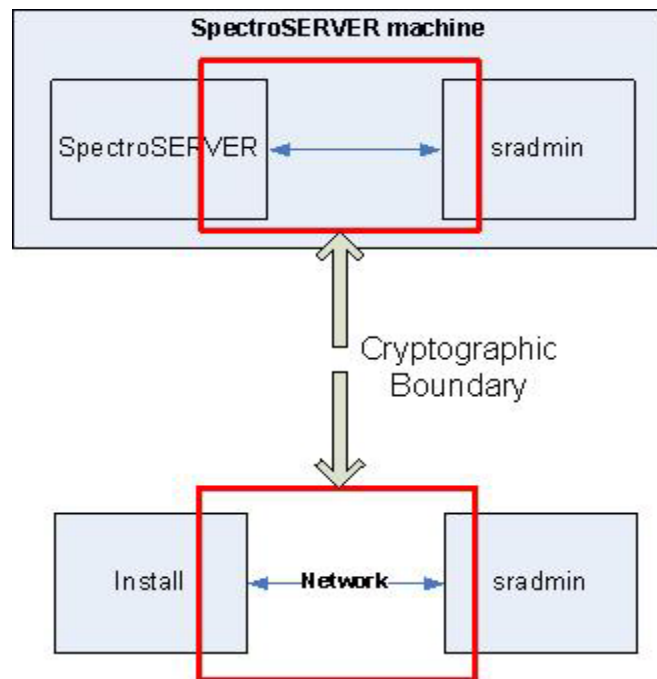 SpectroSERVER machine
SpectroSERVER
sradmin
Cryptographic
Boundary
Install
Network
sradmin